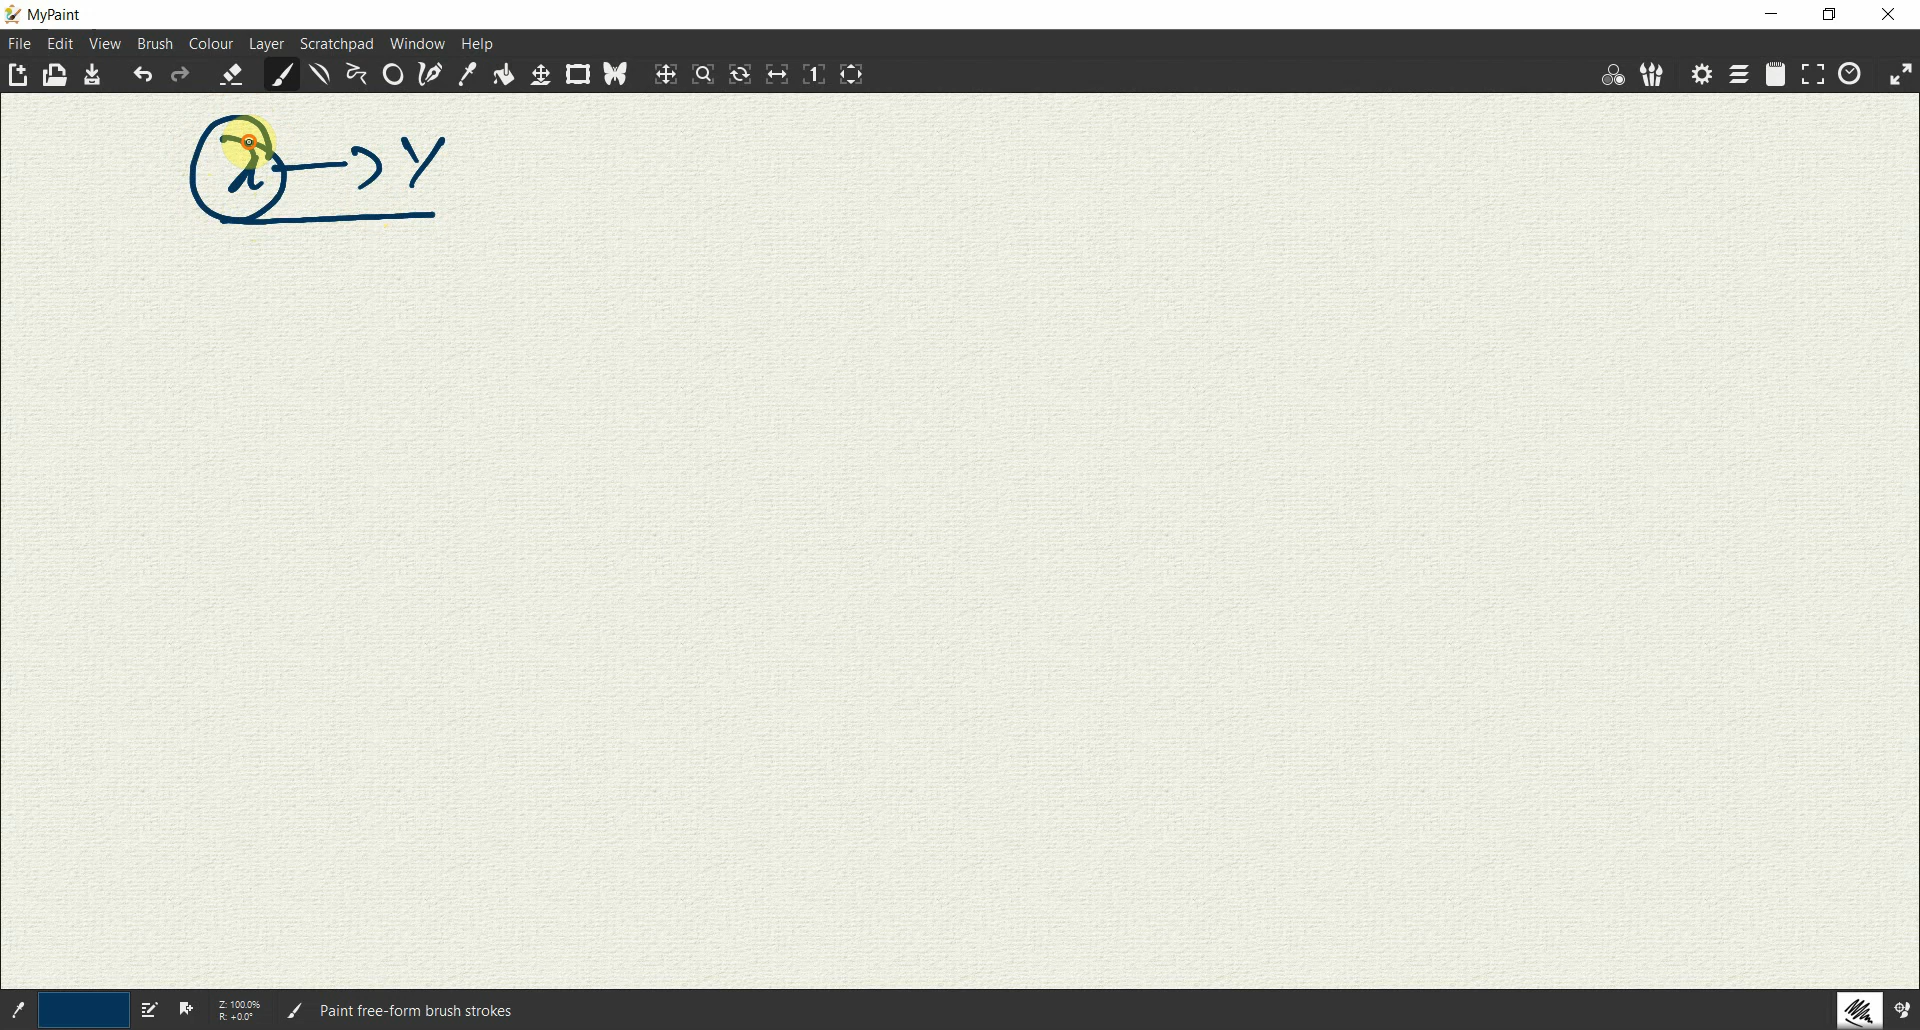 MyPaint
File Edit View Brush Colour Layer Scratchpad Window Help
x → Y
Z: 100.0%
R: +0.0°
Paint free-form brush strokes